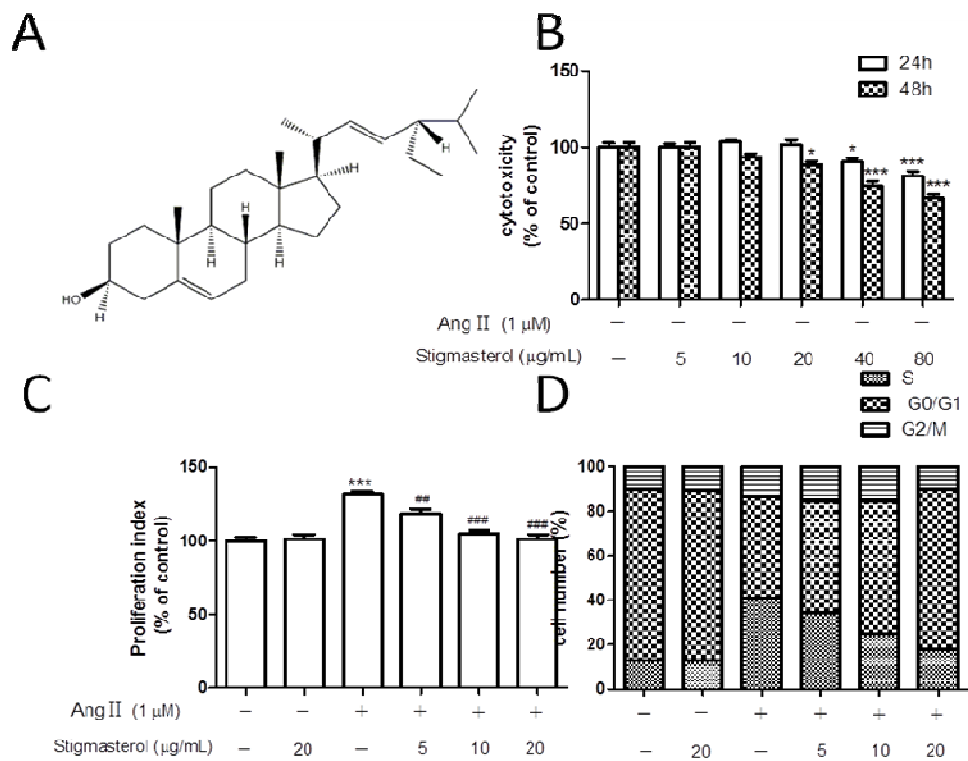 A
HO
H
H
H
H
H
H
B
24h
48h
150
100
50
0
cytotoxicity
(% of control)
* * *** *** ***
Ang II (1 μM) – – – – – –
Stigmasterol (μg/mL) – 5 10 20 40 80
C
150
100
50
0
Proliferation index
(% of control)
*** ## ### ###
Ang II (1 μM) – – + + + +
Stigmasterol (μg/mL) – 20 – 5 10 20
D
S
G0/G1
G2/M
100
80
60
40
20
0
cell number (%)
– – + + + +
– 20 – 5 10 20